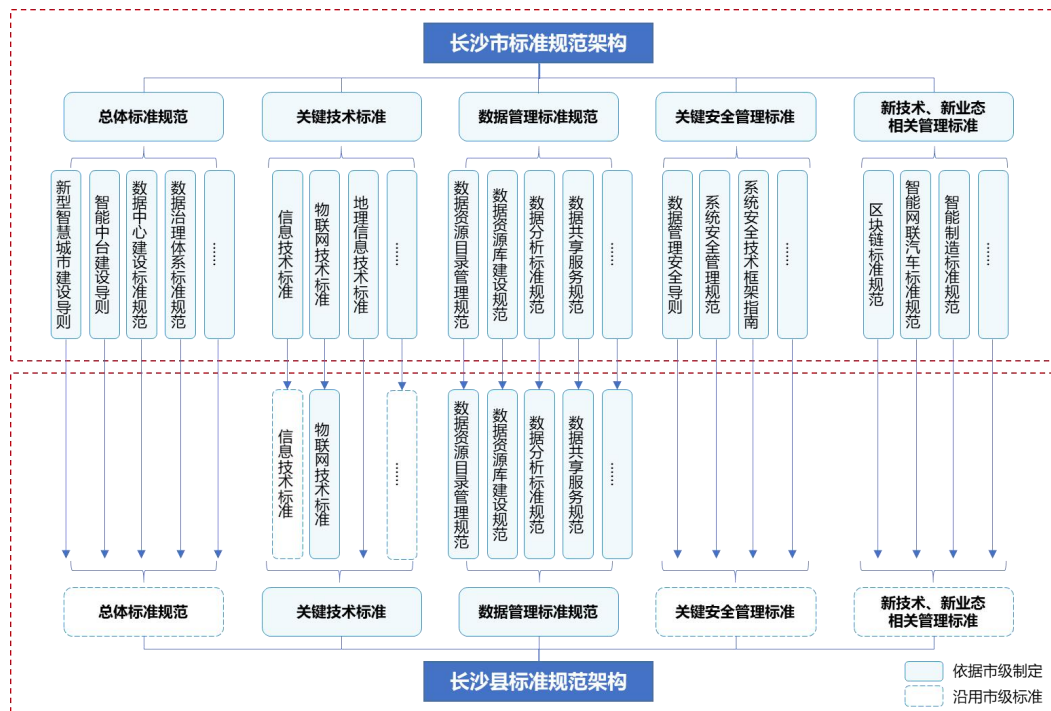 长沙市标准规范架构
总体标准规范
关键技术标准
数据管理标准规范
关键安全管理标准
新技术、新业态
相关管理标准
新型智慧城市建设导则
智能中台建设导则
数据中心建设标准规范
数据治理体系标准规范
……
信息技术标准
物联网技术标准
地理信息技术标准
……
数据资源目录管理规范
数据资源库建设规范
数据分析标准规范
数据共享服务规范
……
数据管理安全导则
系统安全管理规范
系统安全技术框架指南
……
区块链标准规范
智能网联汽车标准规范
智能制造标准规范
……
信息技术标准
物联网技术标准
……
数据资源目录管理规范
数据资源库建设规范
数据分析标准规范
数据共享服务规范
……
总体标准规范
关键技术标准
数据管理标准规范
关键安全管理标准
新技术、新业态
相关管理标准
长沙县标准规范架构
依据市级制定
沿用市级标准